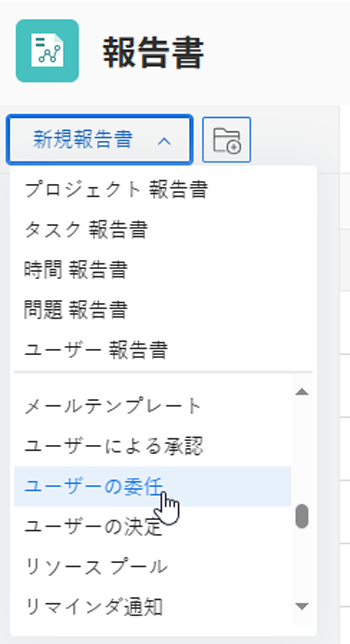 報告書
新規報告書
プロジェクト 報告書
タスク 報告書
時間 報告書
問題 報告書
ユーザー 報告書
メールテンプレート
ユーザーによる承認
ユーザーの委任
ユーザーの決定
リソース プール
リマインダ通知